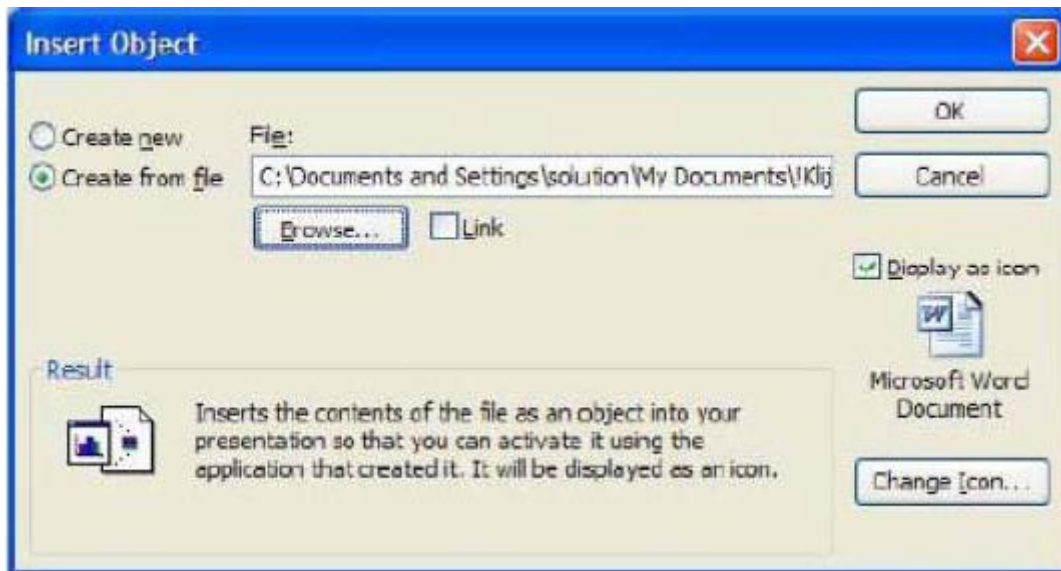 Insert Object
OK
Create new
File:
Create from file
C:\Documents and Settings\solution\My Documents\!Klij
Cancel
Browse...
Link
Display as icon
Microsoft Word
Document
Result
Inserts the contents of the file as an object into your
presentation so that you can activate it using the
application that created it. It will be displayed as an icon.
Change Icon...